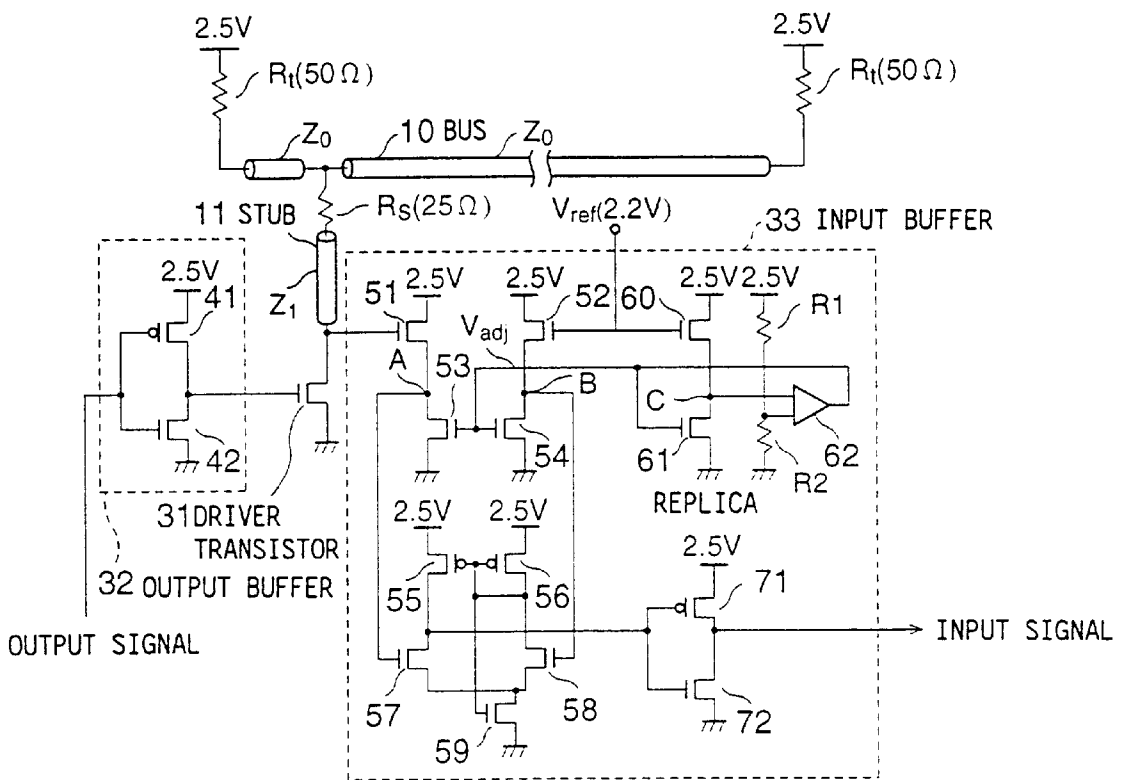 2.5V
2.5V
Rt(50Ω)
Rt(50Ω)
Z0
10 BUS
Z0
11 STUB
RS(25Ω)
Vref(2.2V)
33 INPUT BUFFER
2.5V
41
Z1
51
2.5V
2.5V
52
60
2.5V
2.5V
R1
Vadj
A
53
B
C
42
54
61
62
R2
REPLICA
31 DRIVER
TRANSISTOR
32 OUTPUT BUFFER
2.5V
2.5V
55
56
2.5V
71
OUTPUT SIGNAL
INPUT SIGNAL
57
58
72
59